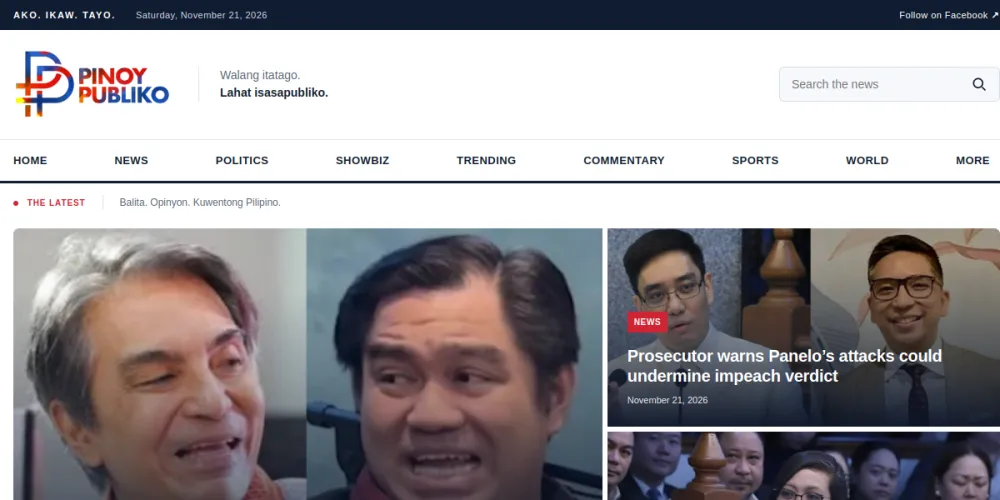 AKO. IKAW. TAYO.
Saturday, November 21, 2026
Follow on Facebook ↗
PINOY
PUBLIKO
Walang itatago.
Lahat isasapubliko.
Search the news
HOME
NEWS
POLITICS
SHOWBIZ
TRENDING
COMMENTARY
SPORTS
WORLD
MORE
THE LATEST
Balita. Opinyon. Kuwentong Pilipino.
NEWS
Prosecutor warns Panelo’s attacks could
undermine impeach verdict
November 21, 2026